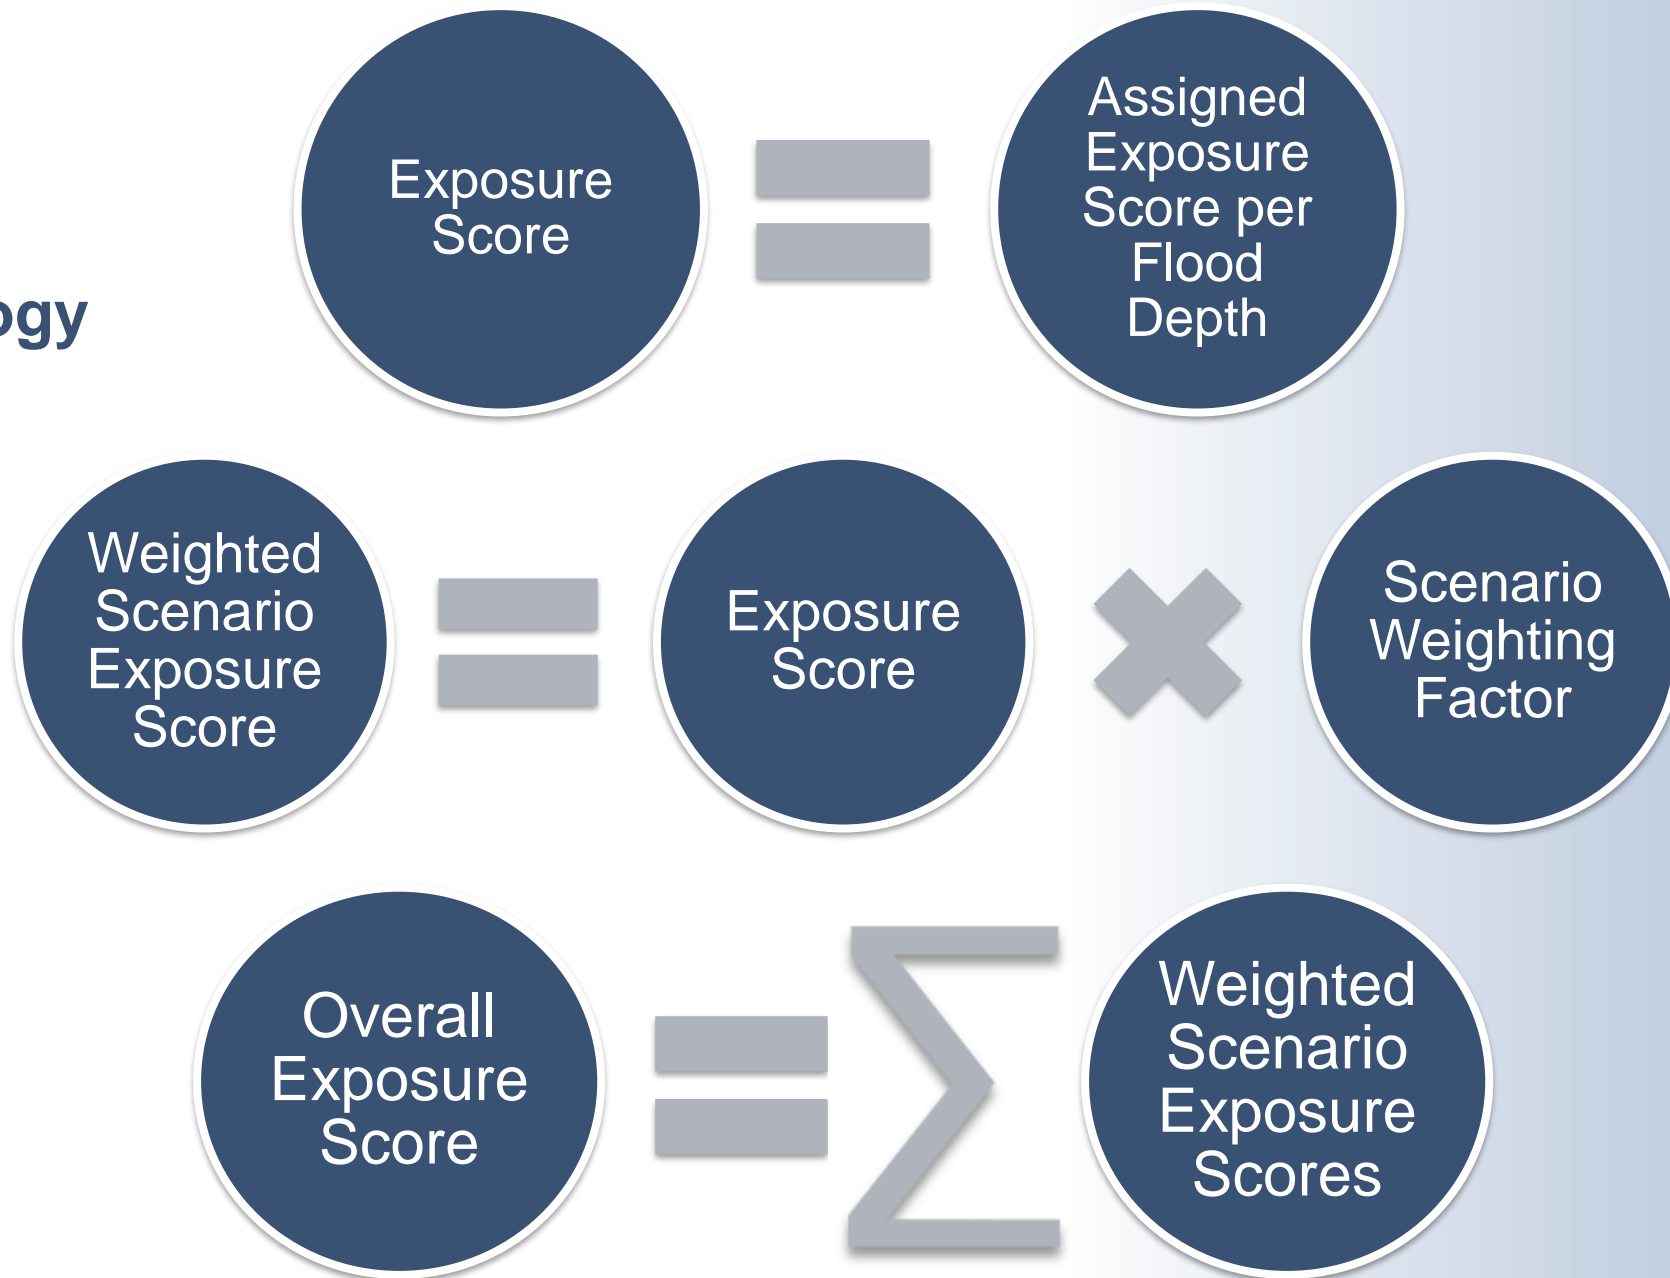 Exposure
Score
Assigned
Exposure
Score per
Flood
Depth
ogy
Weighted
Scenario
Exposure
Score
Exposure
Score
Scenario
Weighting
Factor
Overall
Exposure
Score
Weighted
Scenario
Exposure
Scores